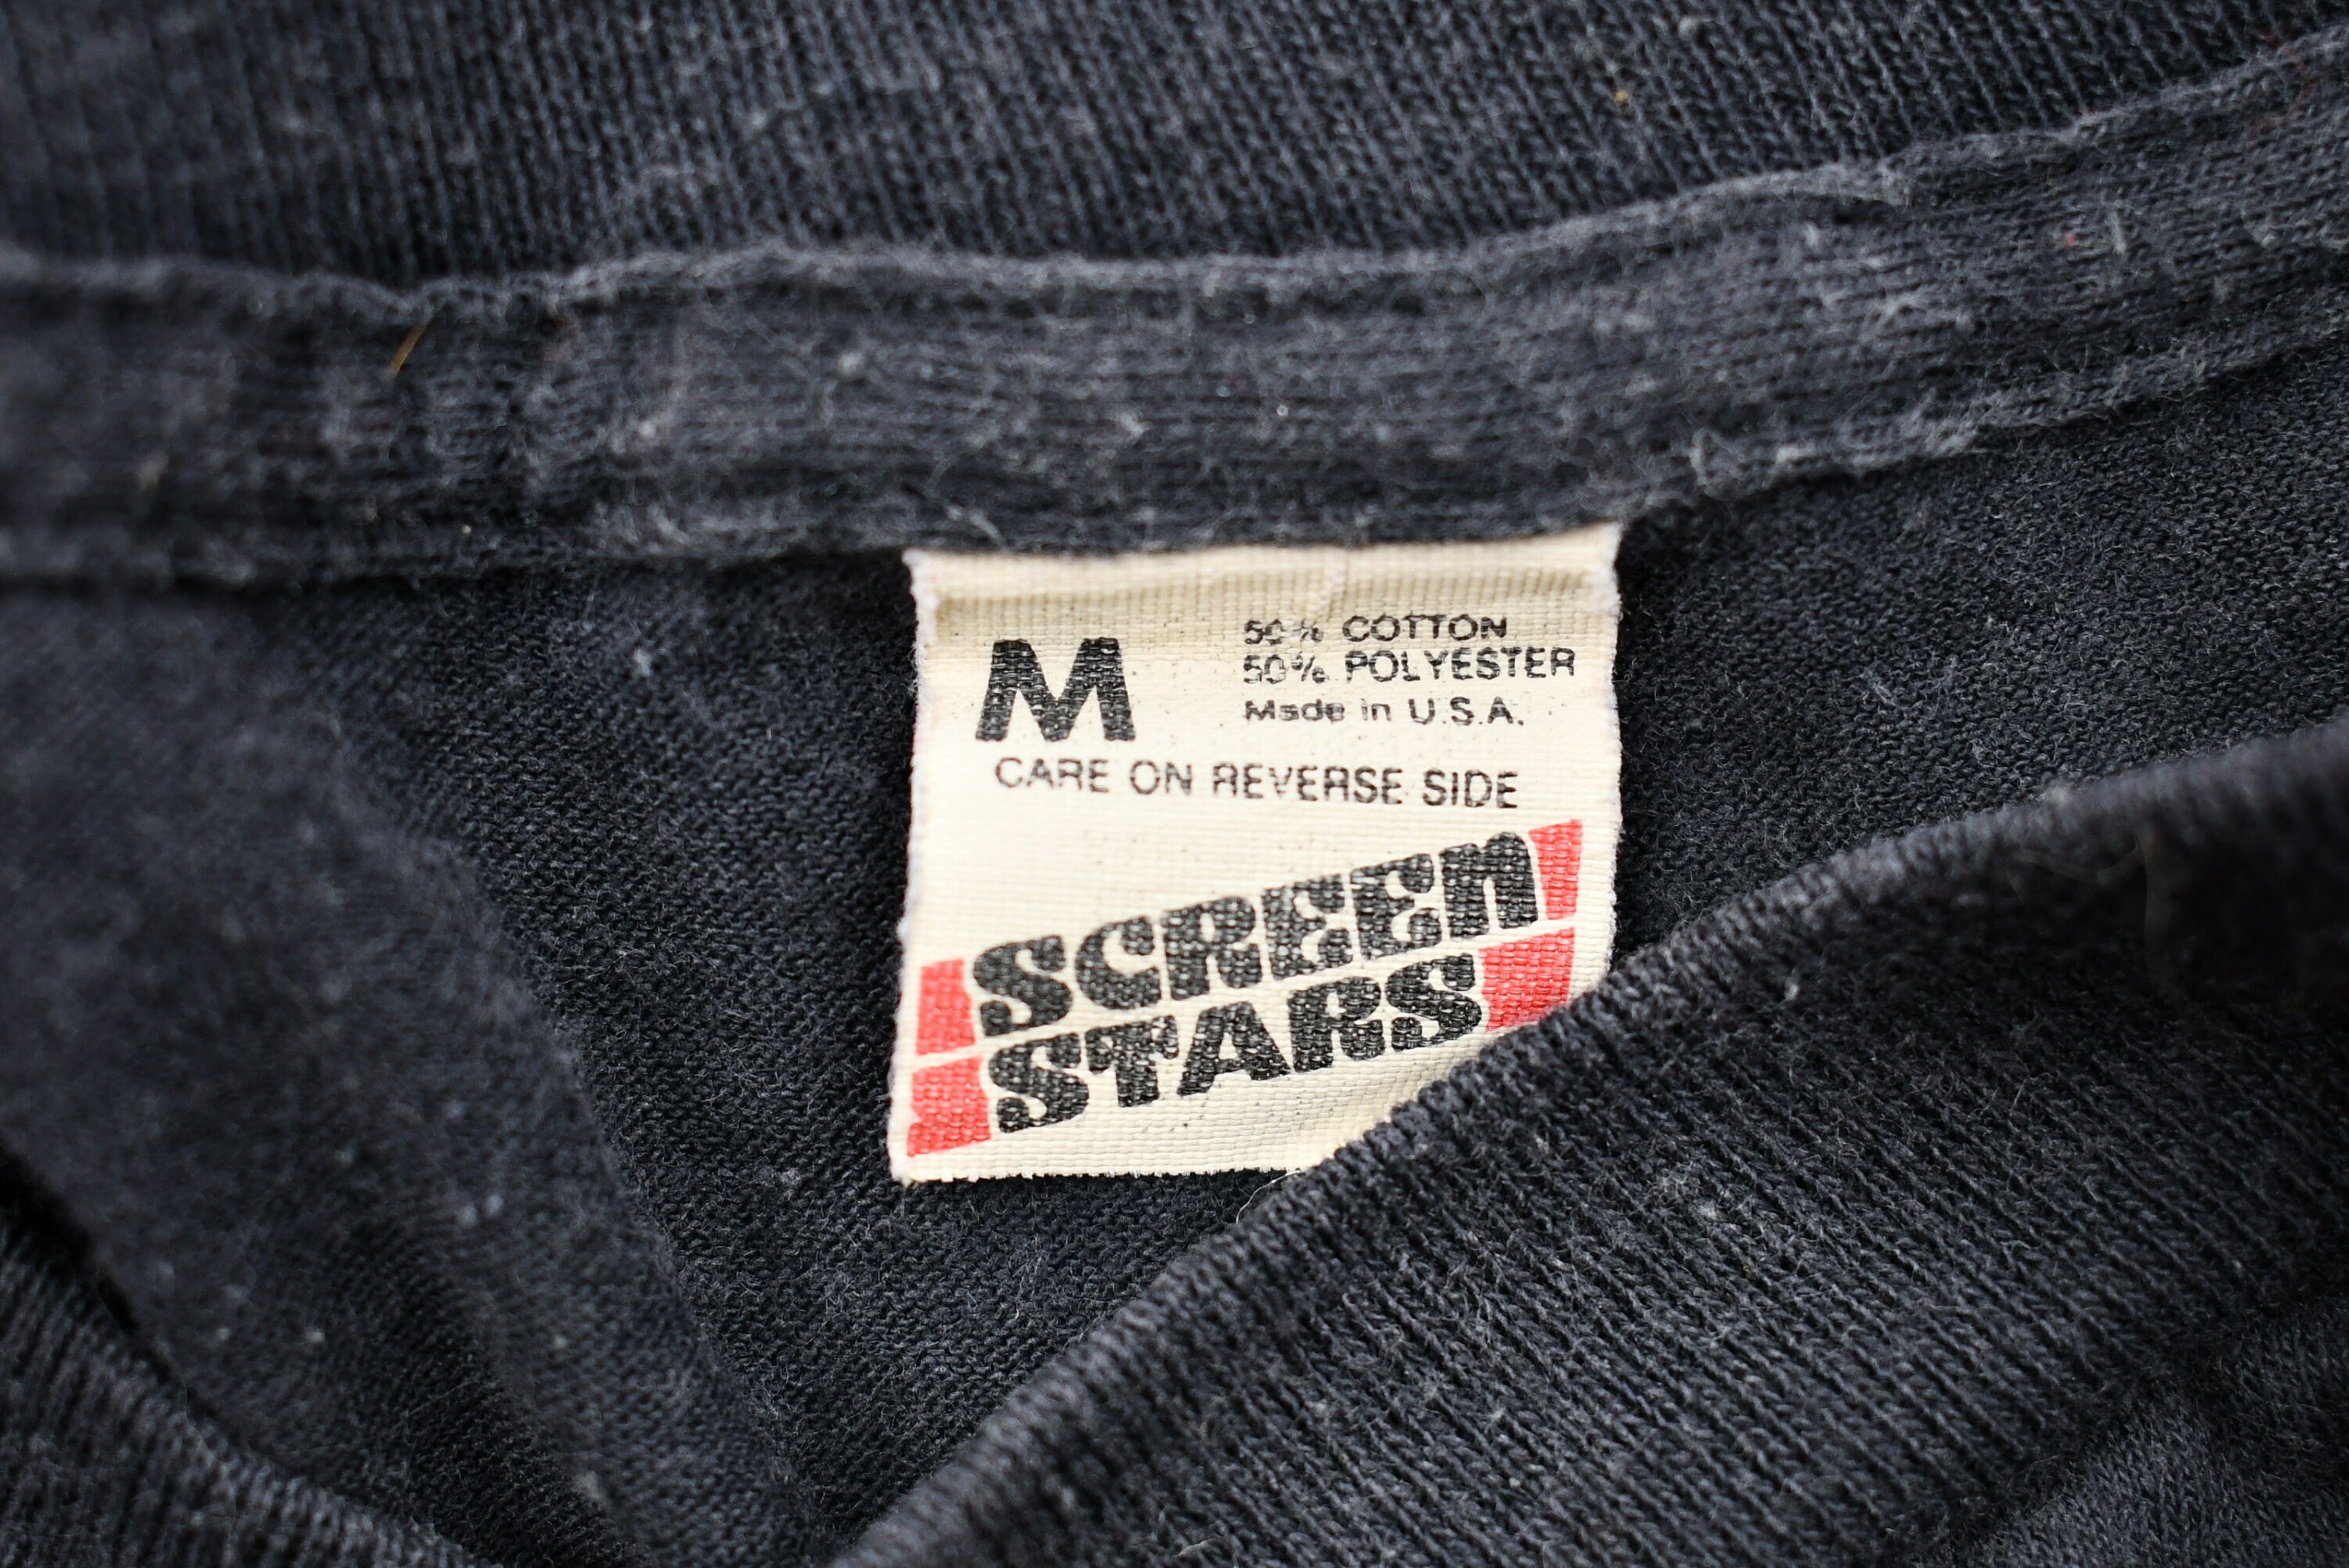 M
50% COTTON
50% POLYESTER
Made in U.S.A.
CARE ON REVERSE SIDE
SCREEN
STARS